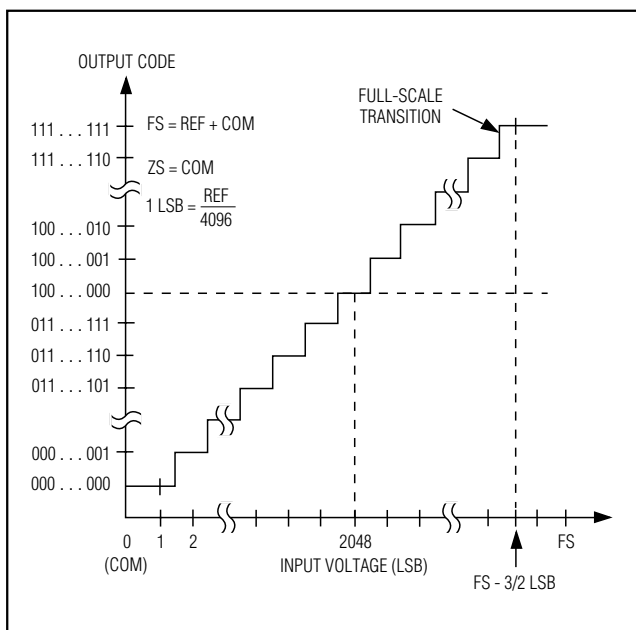 OUTPUT CODE
FULL-SCALE
TRANSITION
FS = REF + COM
ZS = COM
1 LSB = REF
4096
111 . . . 111
111 . . . 110
100 . . . 010
100 . . . 001
100 . . . 000
011 . . . 111
011 . . . 110
011 . . . 101
000 . . . 001
000 . . . 000
0 1 2 2048 FS
(COM)
INPUT VOLTAGE (LSB)
FS - 3/2 LSB